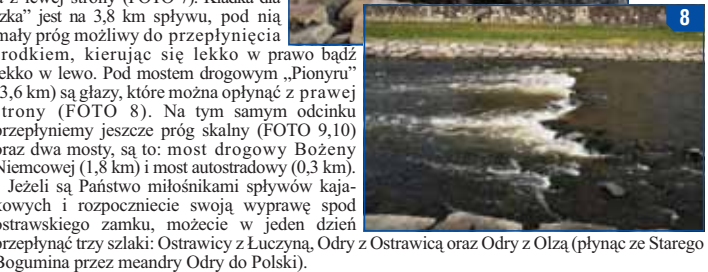 z lewej strony (FOTO 7). Kładka dla
zka” jest na 3,8 km spływu, pod nią
mały próg możliwy do przepłynięcia
rodkiem, kierując się lekko w prawo bądź
lekko w lewo. Pod mostem drogowym „Pionyru”
3,6 km) są głazy, które można opłynąć z prawej
trony (FOTO 8). Na tym samym odcinku
przepłyniemy jeszcze próg skalny (FOTO 9,10)
oraz dwa mosty, są to: most drogowy Bożeny
Niemcowej (1,8 km) i most autostradowy (0,3 km).
Jeżeli są Państwo miłośnikami spływów kaja-
kowych i rozpoczniecie swoją wyprawę spod
ostrawskiego zamku, możecie w jeden dzień
przepłynąć trzy szlaki: Ostrawicy z Łuczyną, Odry z Ostrawicą oraz Odry z Olzą (płynąc ze Starego
Bogumina przez meandry Odry do Polski).
8